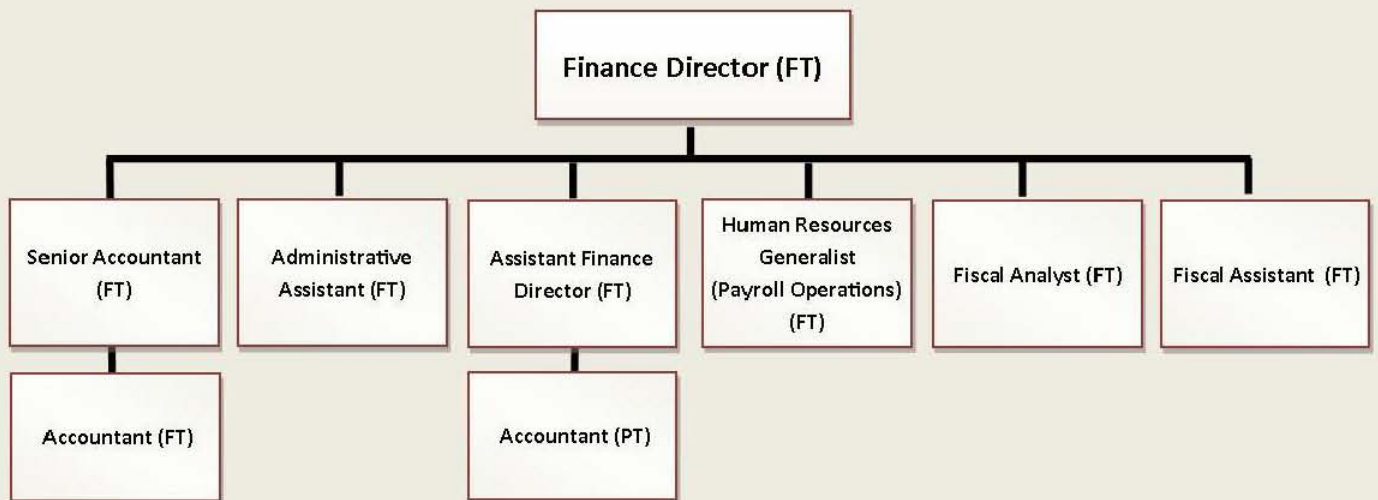 Finance Director (FT)
Senior Accountant
(FT)
Administrative
Assistant (FT)
Assistant Finance
Director (FT)
Human Resources
Generalist
(Payroll Operations)
(FT)
Fiscal Analyst (FT)
Fiscal Assistant (FT)
Accountant (FT)
Accountant (PT)